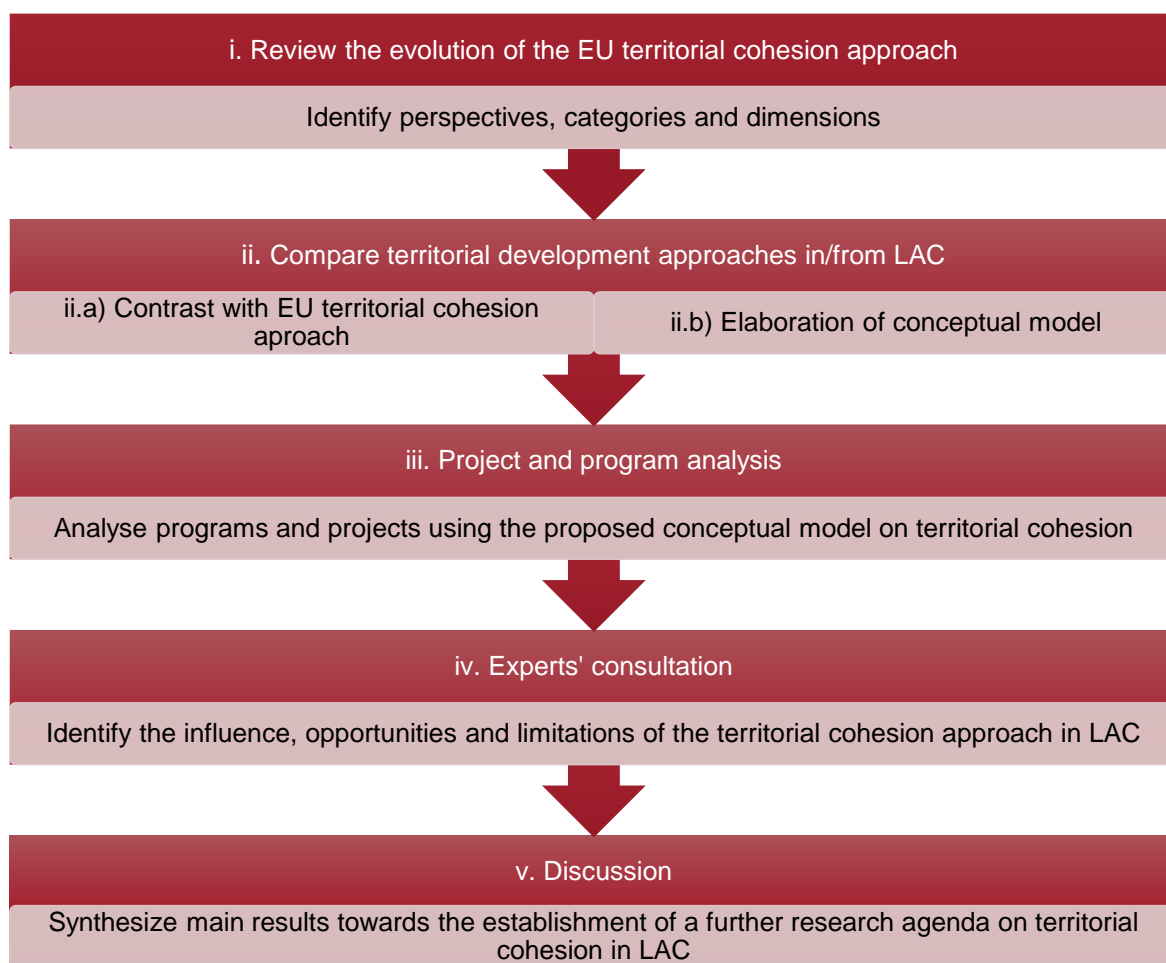 i. Review the evolution of the EU territorial cohesion approach
Identify perspectives, categories and dimensions
ii. Compare territorial development approaches in/from LAC
ii.a) Contrast with EU territorial cohesion
aproach
ii.b) Elaboration of conceptual model
iii. Project and program analysis
Analyse programs and projects using the proposed conceptual model on territorial cohesion
iv. Experts' consultation
Identify the influence, opportunities and limitations of the territorial cohesion approach in LAC
v. Discussion
Synthesize main results towards the establishment of a further research agenda on territorial
cohesion in LAC